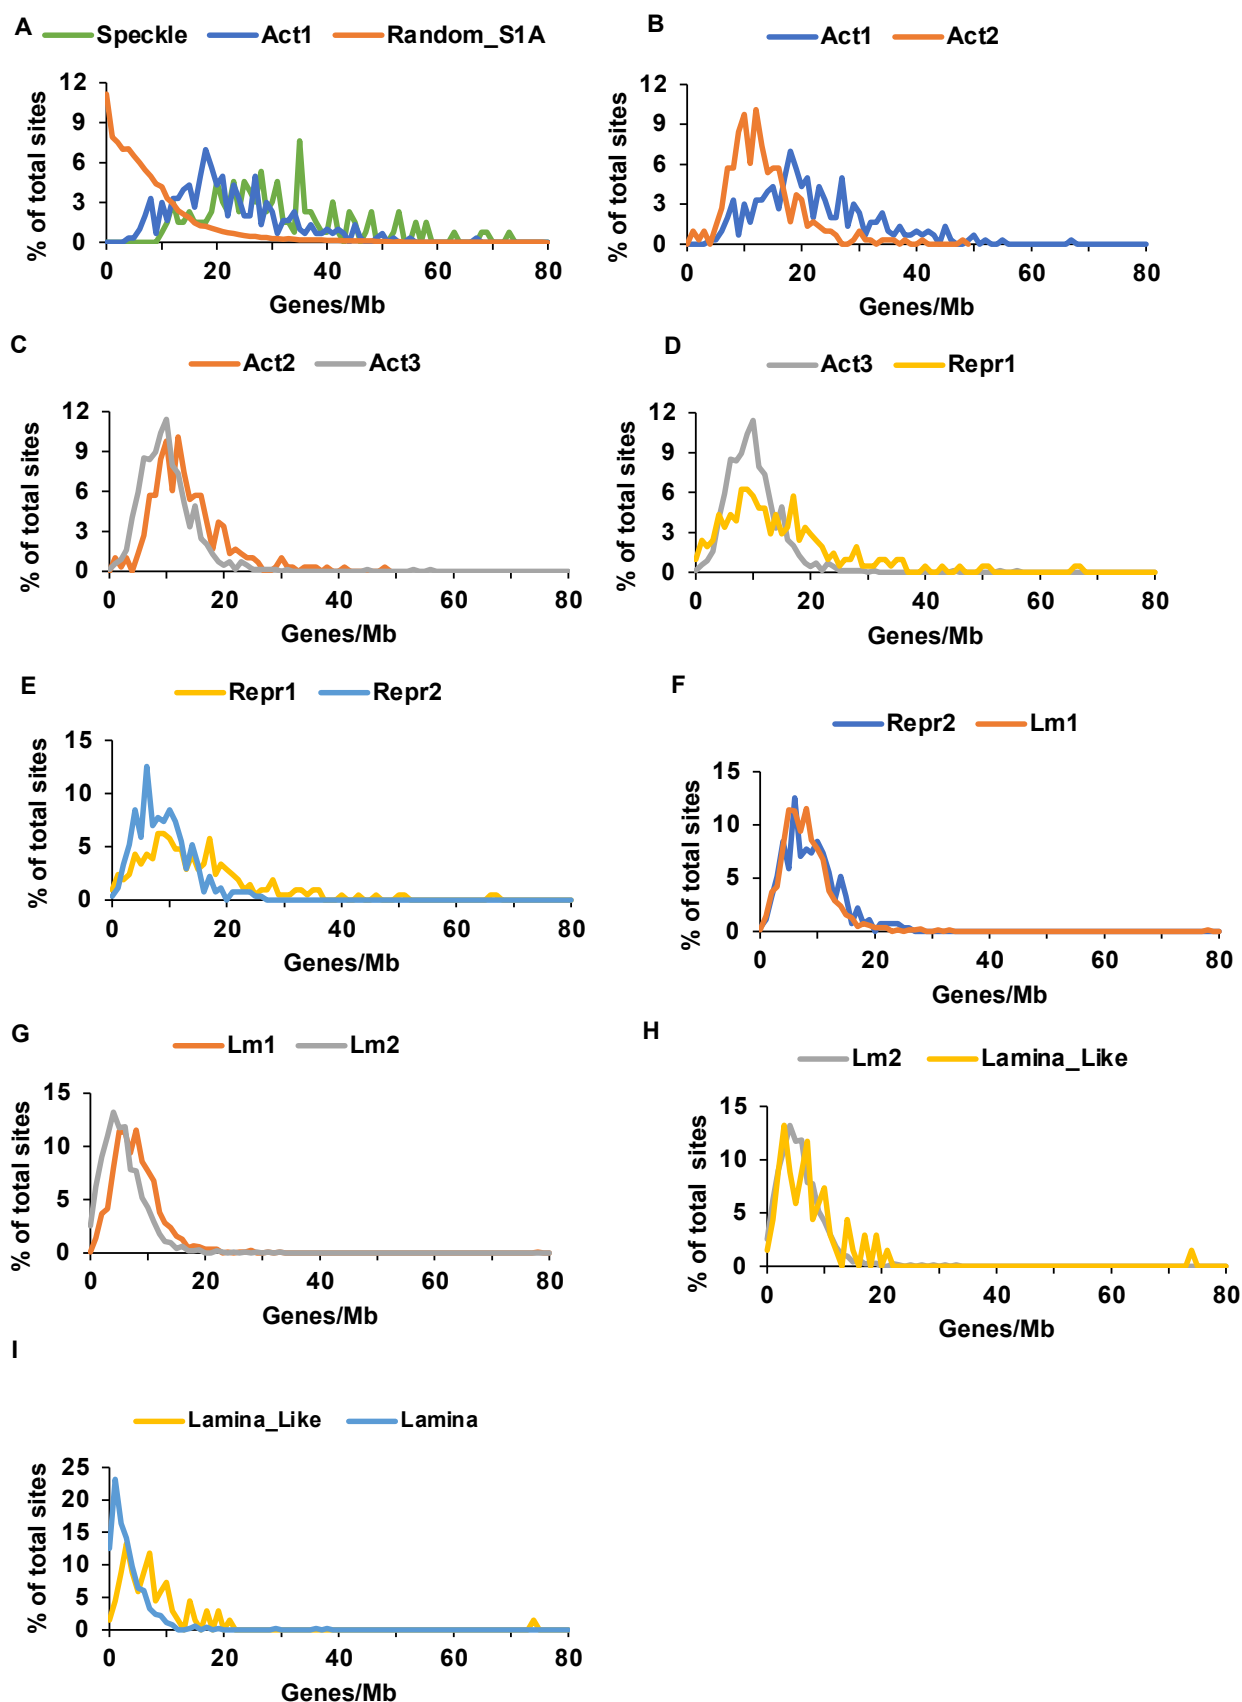 A
Speckle Act1 Random_S1A
% of total sites
12
9
6
3
0
0 20 40 60 80
Genes/Mb
B
Act1 Act2
% of total sites
12
9
6
3
0
0 20 40 60 80
Genes/Mb
C
Act2 Act3
% of total sites
12
9
6
3
0
0 20 40 60 80
Genes/Mb
D
Act3 Repr1
% of total sites
12
9
6
3
0
0 20 40 60 80
Genes/Mb
E
Repr1 Repr2
% of total sites
15
10
5
0
0 20 40 60 80
Genes/Mb
F
Repr2 Lm1
% of total sites
15
10
5
0
0 20 40 60 80
Genes/Mb
G
Lm1 Lm2
% of total sites
15
10
5
0
0 20 40 60 80
Genes/Mb
H
Lm2 Lamina_Like
% of total sites
15
10
5
0
0 20 40 60 80
Genes/Mb
I
Lamina_Like Lamina
% of total sites
25
20
15
10
5
0
0 20 40 60 80
Genes/Mb